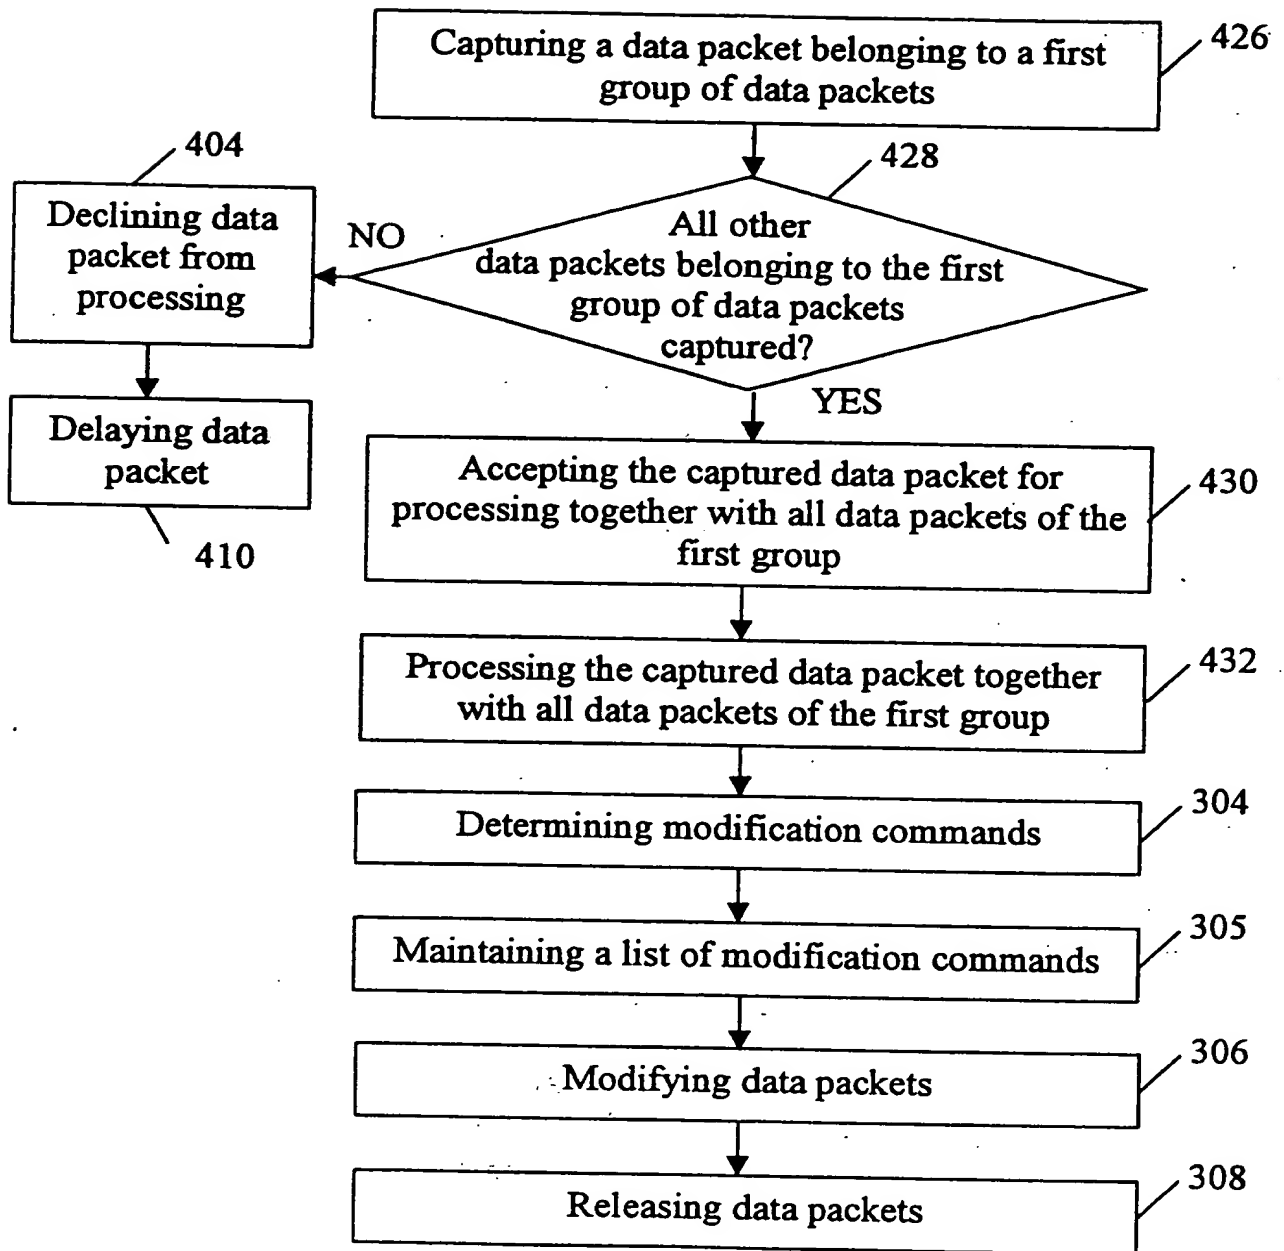 Capturing a data packet belonging to a first
group of data packets
426
404
428
Declining data
packet from
processing
NO
All other
data packets belonging to the first
group of data packets
captured?
YES
Delaying data
packet
410
Accepting the captured data packet for
processing together with all data packets of the
first group
430
Processing the captured data packet together
with all data packets of the first group
432
Determining modification commands
304
Maintaining a list of modification commands
305
Modifying data packets
306
Releasing data packets
308